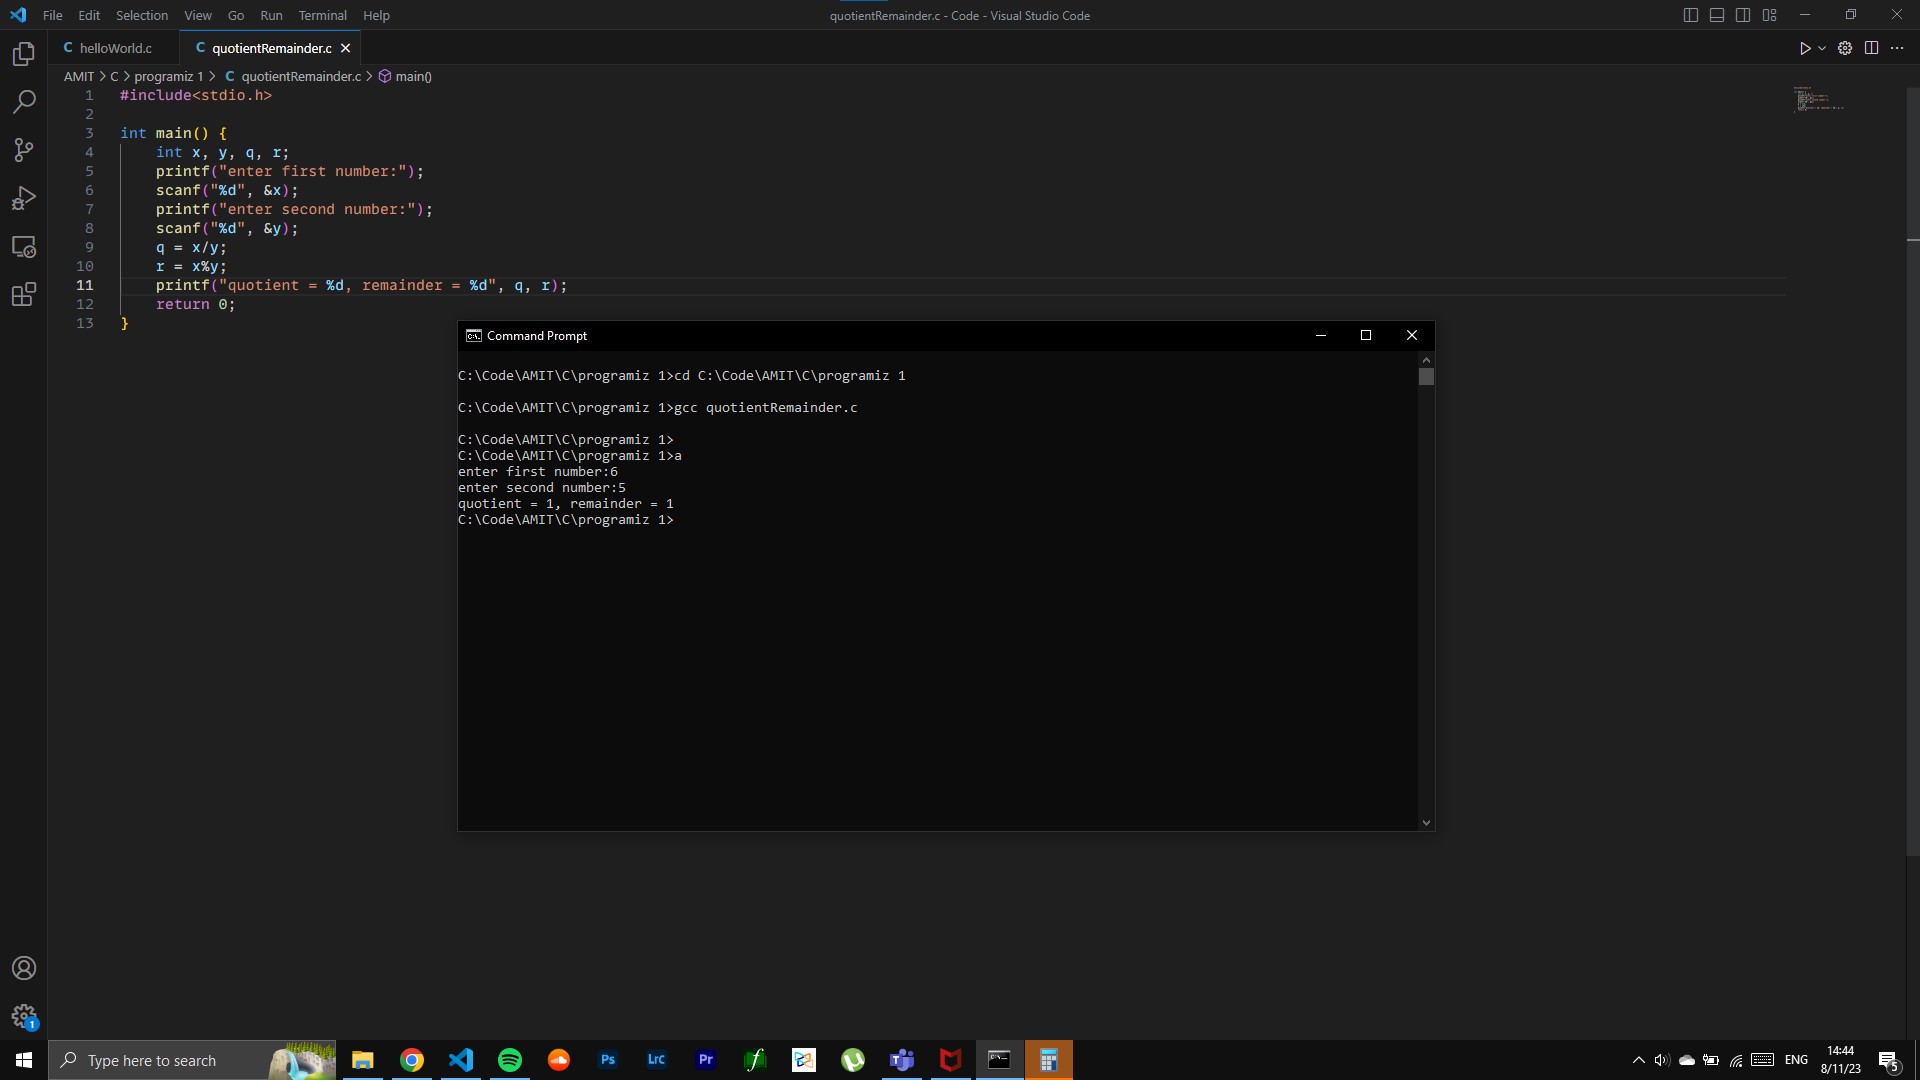 File Edit Selection View Go Run Terminal Help
quotientRemainder.c - Code - Visual Studio Code
C helloWorld.c
C quotientRemainder.c
AMIT > C > programiz 1 > C quotientRemainder.c > main()
1 #include<stdio.h>
2
3 int main() {
4 int x, y, q, r;
5 printf("enter first number:");
6 scanf("%d", &x);
7 printf("enter second number:");
8 scanf("%d", &y);
9 q = x/y;
10 r = x%y;
11 printf("quotient = %d, remainder = %d", q, r);
12 return 0;
13 }
Command Prompt
C:\Code\AMIT\C\programiz 1>cd C:\Code\AMIT\C\programiz 1
C:\Code\AMIT\C\programiz 1>gcc quotientRemainder.c
C:\Code\AMIT\C\programiz 1>
C:\Code\AMIT\C\programiz 1>a
enter first number:6
enter second number:5
quotient = 1, remainder = 1
C:\Code\AMIT\C\programiz 1>
1
Type here to search
Ps
LrC
Pr
ENG
14:44
8/11/23
5